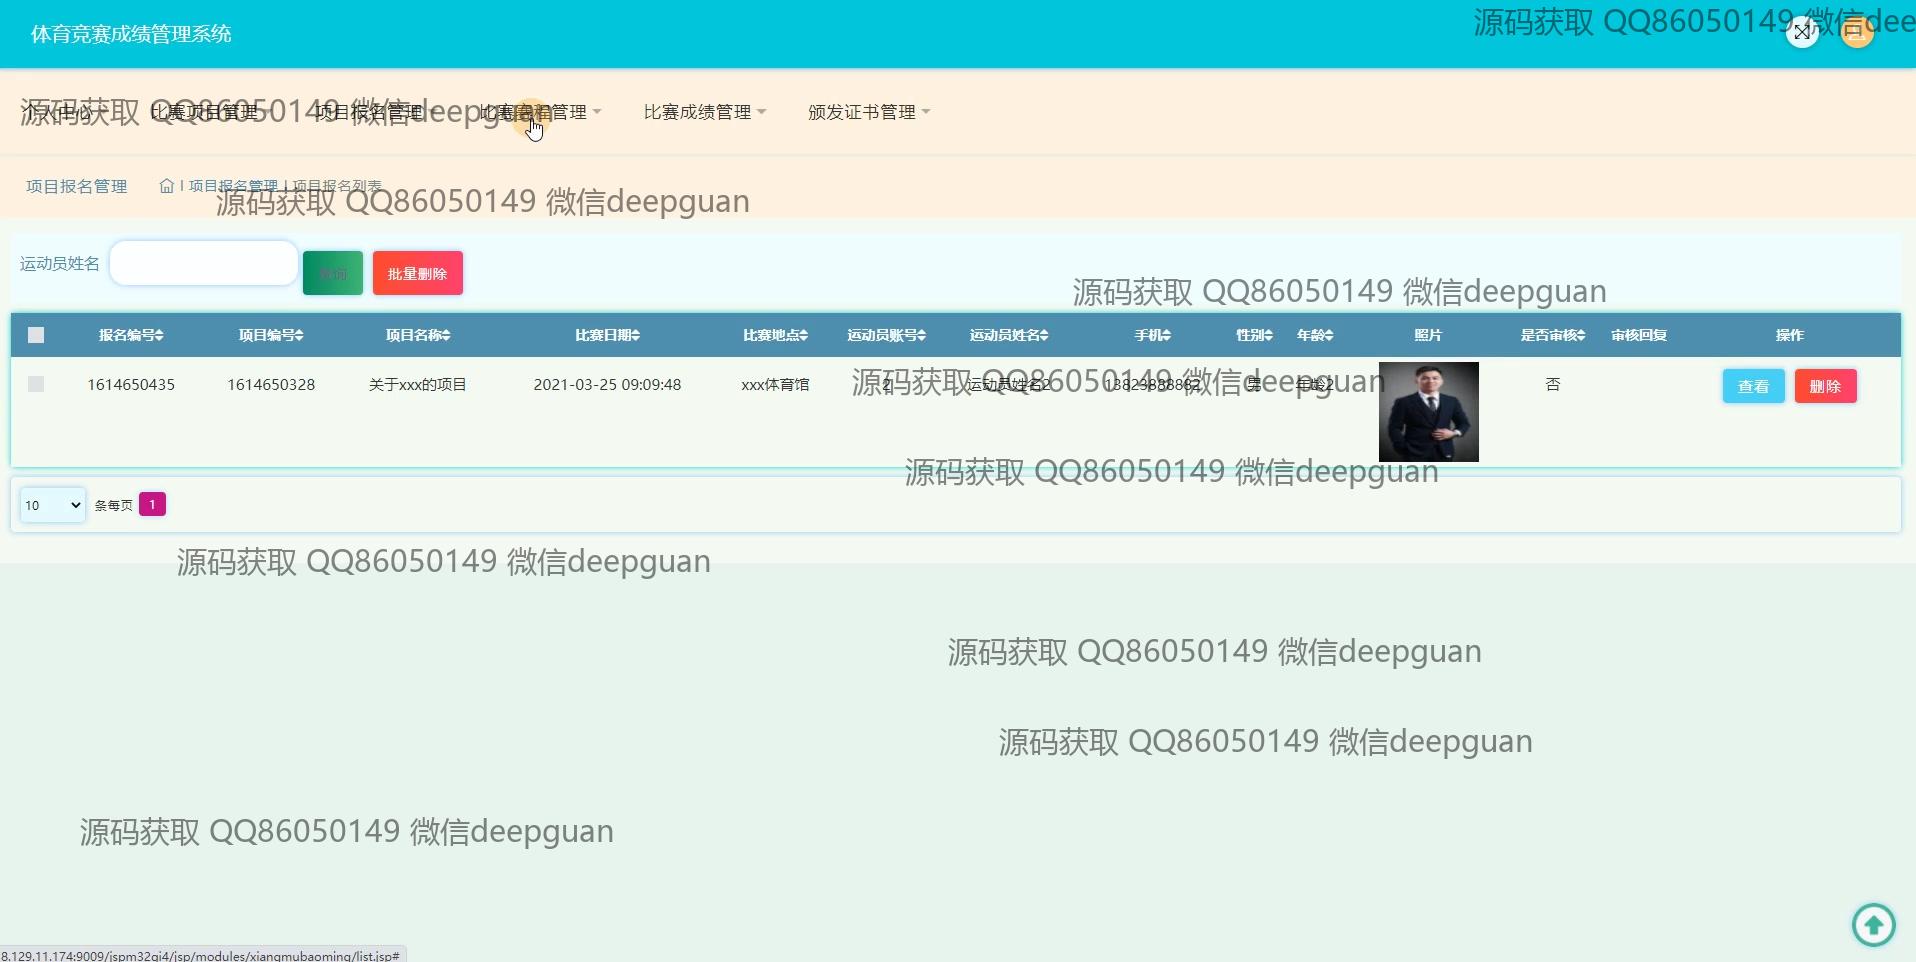 体育竞赛成绩管理系统
源码获取 QQ86050149 微信dee
个人中心 比赛项目管理 项目报名管理 比赛赛程管理 比赛成绩管理 颁发证书管理
源码获取 QQ86050149 微信deepguan
项目报名管理 | 项目报名管理 | 项目报名列表
源码获取 QQ86050149 微信deepguan
运动员姓名 查询 批量删除
源码获取 QQ86050149 微信deepguan
报名编号 项目编号 项目名称 比赛日期 比赛地点 运动员账号 运动员姓名 手机 性别 年龄 照片 是否审核 审核回复 操作
1614650435 1614650328 关于xxx的项目 2021-03-25 09:09:48 xxx体育馆 2 运动员姓名2 13823888882 男 年龄2 否 查看 删除
源码获取 QQ86050149 微信deepguan
源码获取 QQ86050149 微信deepguan
10 条每页 1
源码获取 QQ86050149 微信deepguan
源码获取 QQ86050149 微信deepguan
源码获取 QQ86050149 微信deepguan
源码获取 QQ86050149 微信deepguan
8.129.11.174:9009/jspm32qi4/jsp/modules/xiangmubaoming/list.jsp#